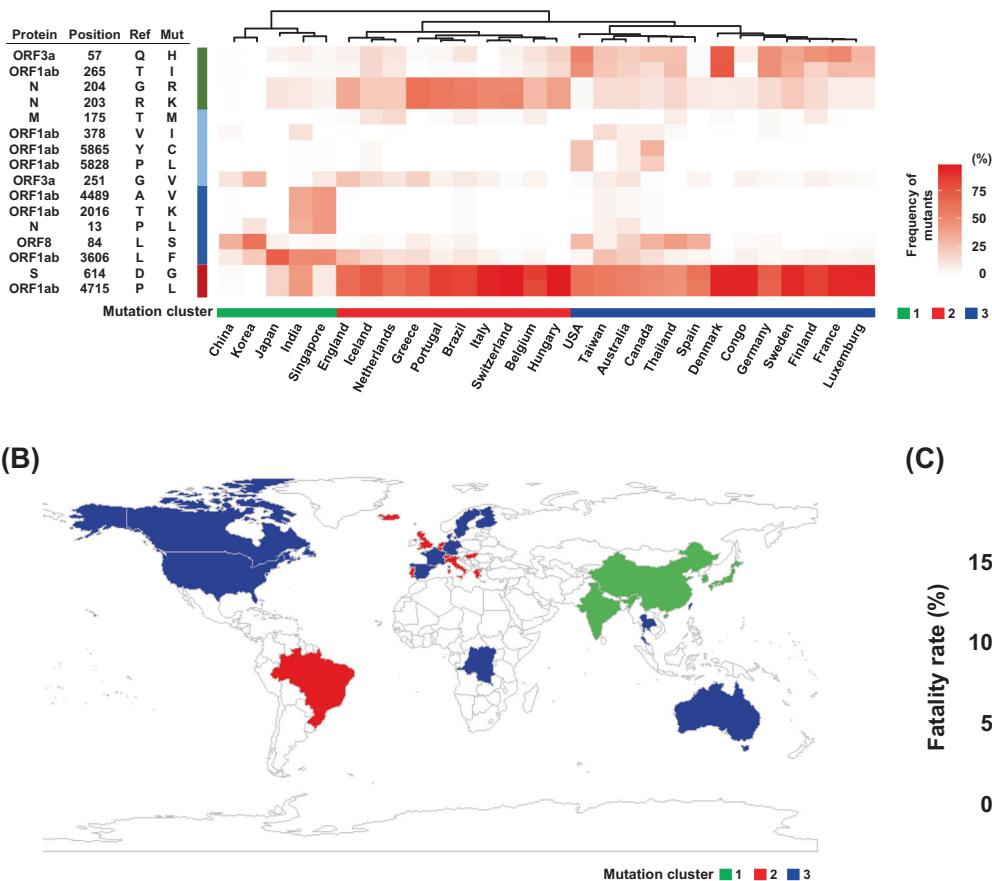 Protein Position Ref Mut
ORF3a 57 Q H
ORF1ab 265 T I
N 204 G R
N 203 R K
M 175 T M
ORF1ab 378 V I
ORF1ab 5865 Y C
ORF1ab 5828 P L
ORF3a 251 G V
ORF1ab 4489 A V
ORF1ab 2016 T K
N 13 P L
ORF8 84 L S
ORF1ab 3606 L F
S 614 D G
ORF1ab 4715 P L
Mutation cluster
China
Korea
Japan
India
Singapore
England
Iceland
Netherlands
Greece
Portugal
Brazil
Italy
Switzerland
Belgium
Hungary
USA
Taiwan
Australia
Canada
Thailand
Spain
Denmark
Congo
Germany
Sweden
Finland
France
Luxemburg
(%)
Frequency of
mutants
75
50
25
0
1 2 3
(B)
Mutation cluster 1 2 3
(C)
Fatality rate (%)
15
10
5
0